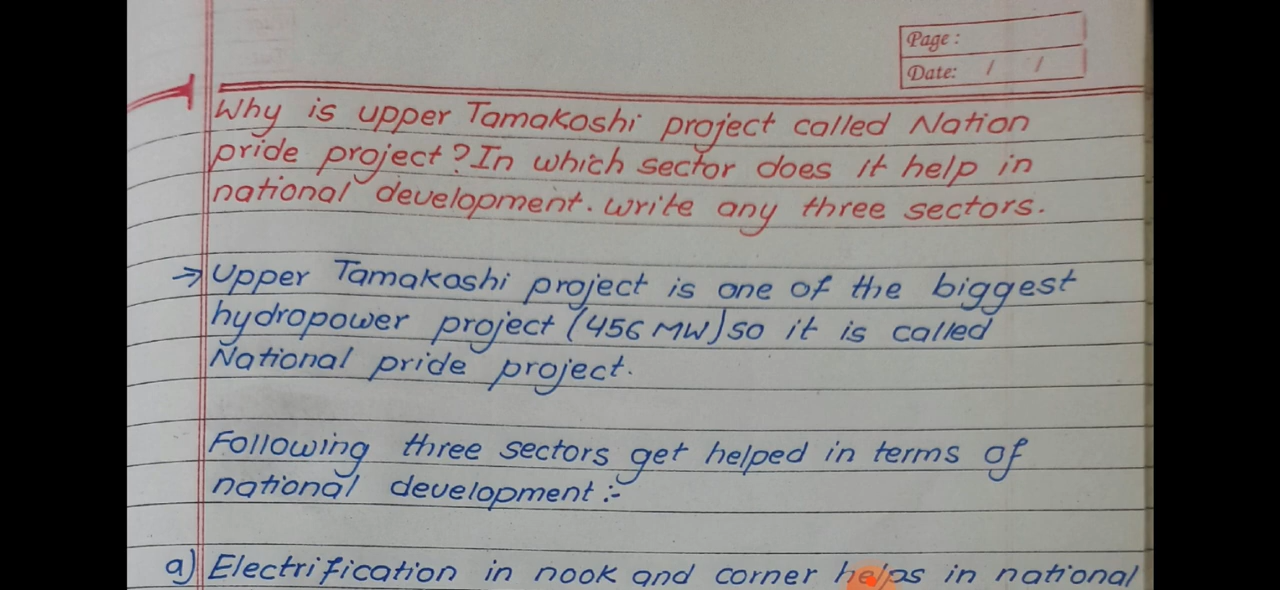 Page :
Date: / /
Why is upper Tamakoshi project called Nation
pride project? In which sector does it help in
national development. write any three sectors.
→ Upper Tamakoshi project is one of the biggest
hydropower project (456 MW) so it is called
National pride project.
Following three sectors get helped in terms of
national development :-
a) Electrification in nook and corner helps in national